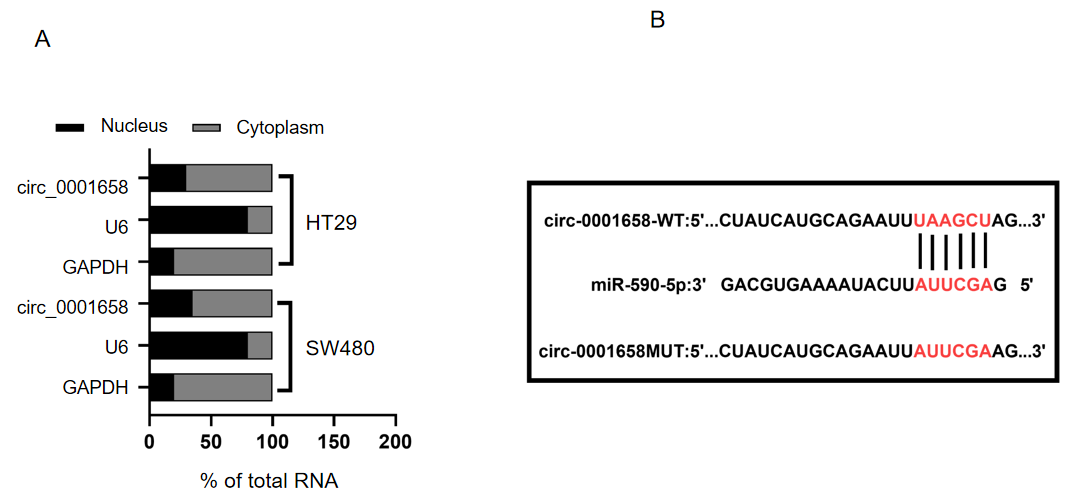 A
B
Nucleus Cytoplasm
circ_0001658
U6
GAPDH
HT29
circ_0001658
U6
GAPDH
SW480
0 50 100 150 200
% of total RNA
circ-0001658-WT:5'...CUAUCAUGCAGAAUUUAAGCUAG...3'
miR-590-5p:3' GACGUGAAAAUACUUAUUCGAG 5'
circ-0001658MUT:5'...CUAUCAUGCAGAAUUAUUCGAAG...3'